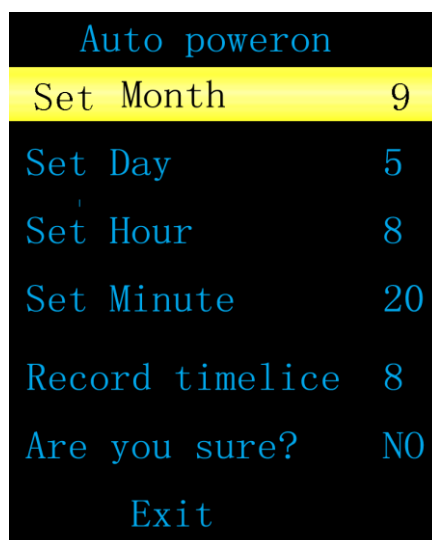 Auto poweron
Set Month 9
Set Day 5
Set Hour 8
Set Minute 20
Record timelice 8
Are you sure? NO
Exit